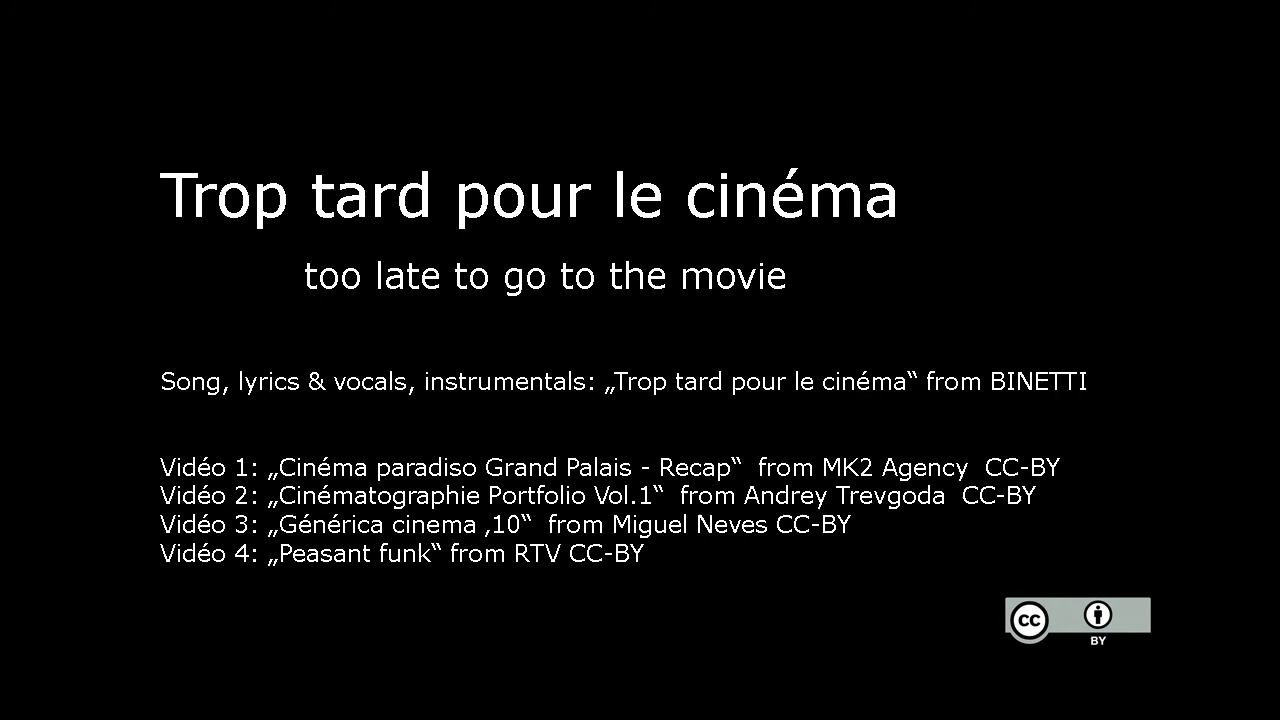 Trop tard pour le cinéma
too late to go to the movie
Song, lyrics & vocals, instrumentals: „Trop tard pour le cinéma“ from BINETTI
Vidéo 1: „Cinéma paradiso Grand Palais - Recap“  from MK2 Agency  CC-BY
Vidéo 2: „Cinématographie Portfolio Vol.1“  from Andrey Trevgoda  CC-BY
Vidéo 3: „Générica cinema ‚10“  from Miguel Neves CC-BY
Vidéo 4: „Peasant funk“ from RTV CC-BY
cc
BY